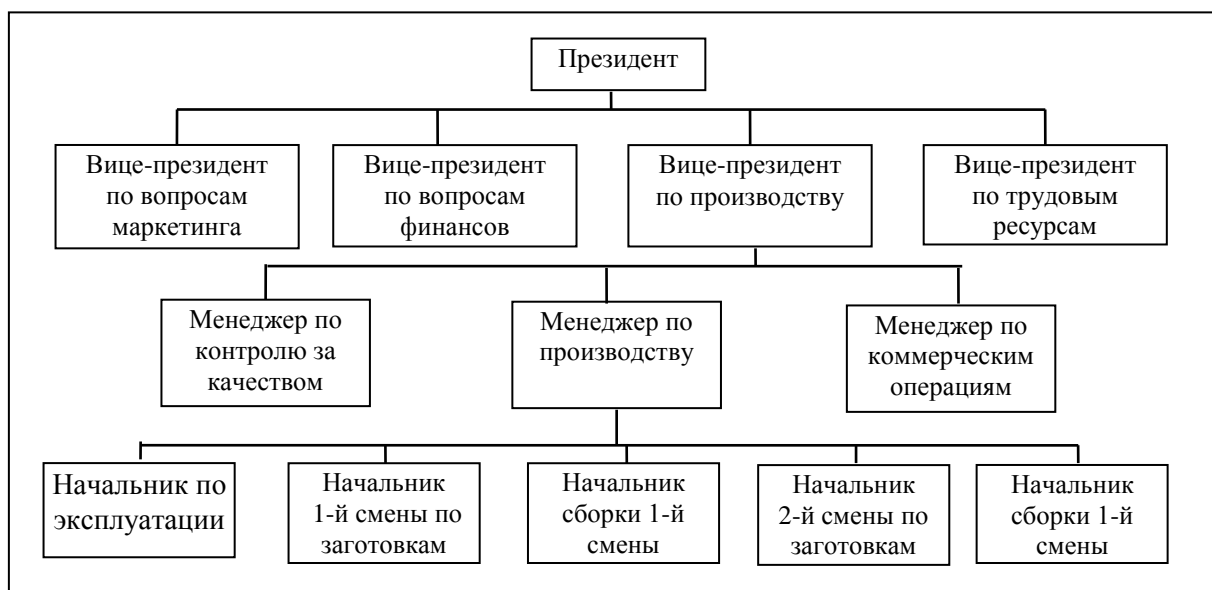 Президент
Вице-президент
по вопросам
маркетинга
Вице-президент
по вопросам
финансов
Вице-президент
по производству
Вице-президент
по трудовым
ресурсам
Менеджер по
контролю за
качеством
Менеджер по
производству
Менеджер по
коммерческим
операциям
Начальник по
эксплуатации
Начальник
1-й смены по
заготовкам
Начальник
сборки 1-й
смены
Начальник
2-й смены по
заготовкам
Начальник
сборки 1-й
смены